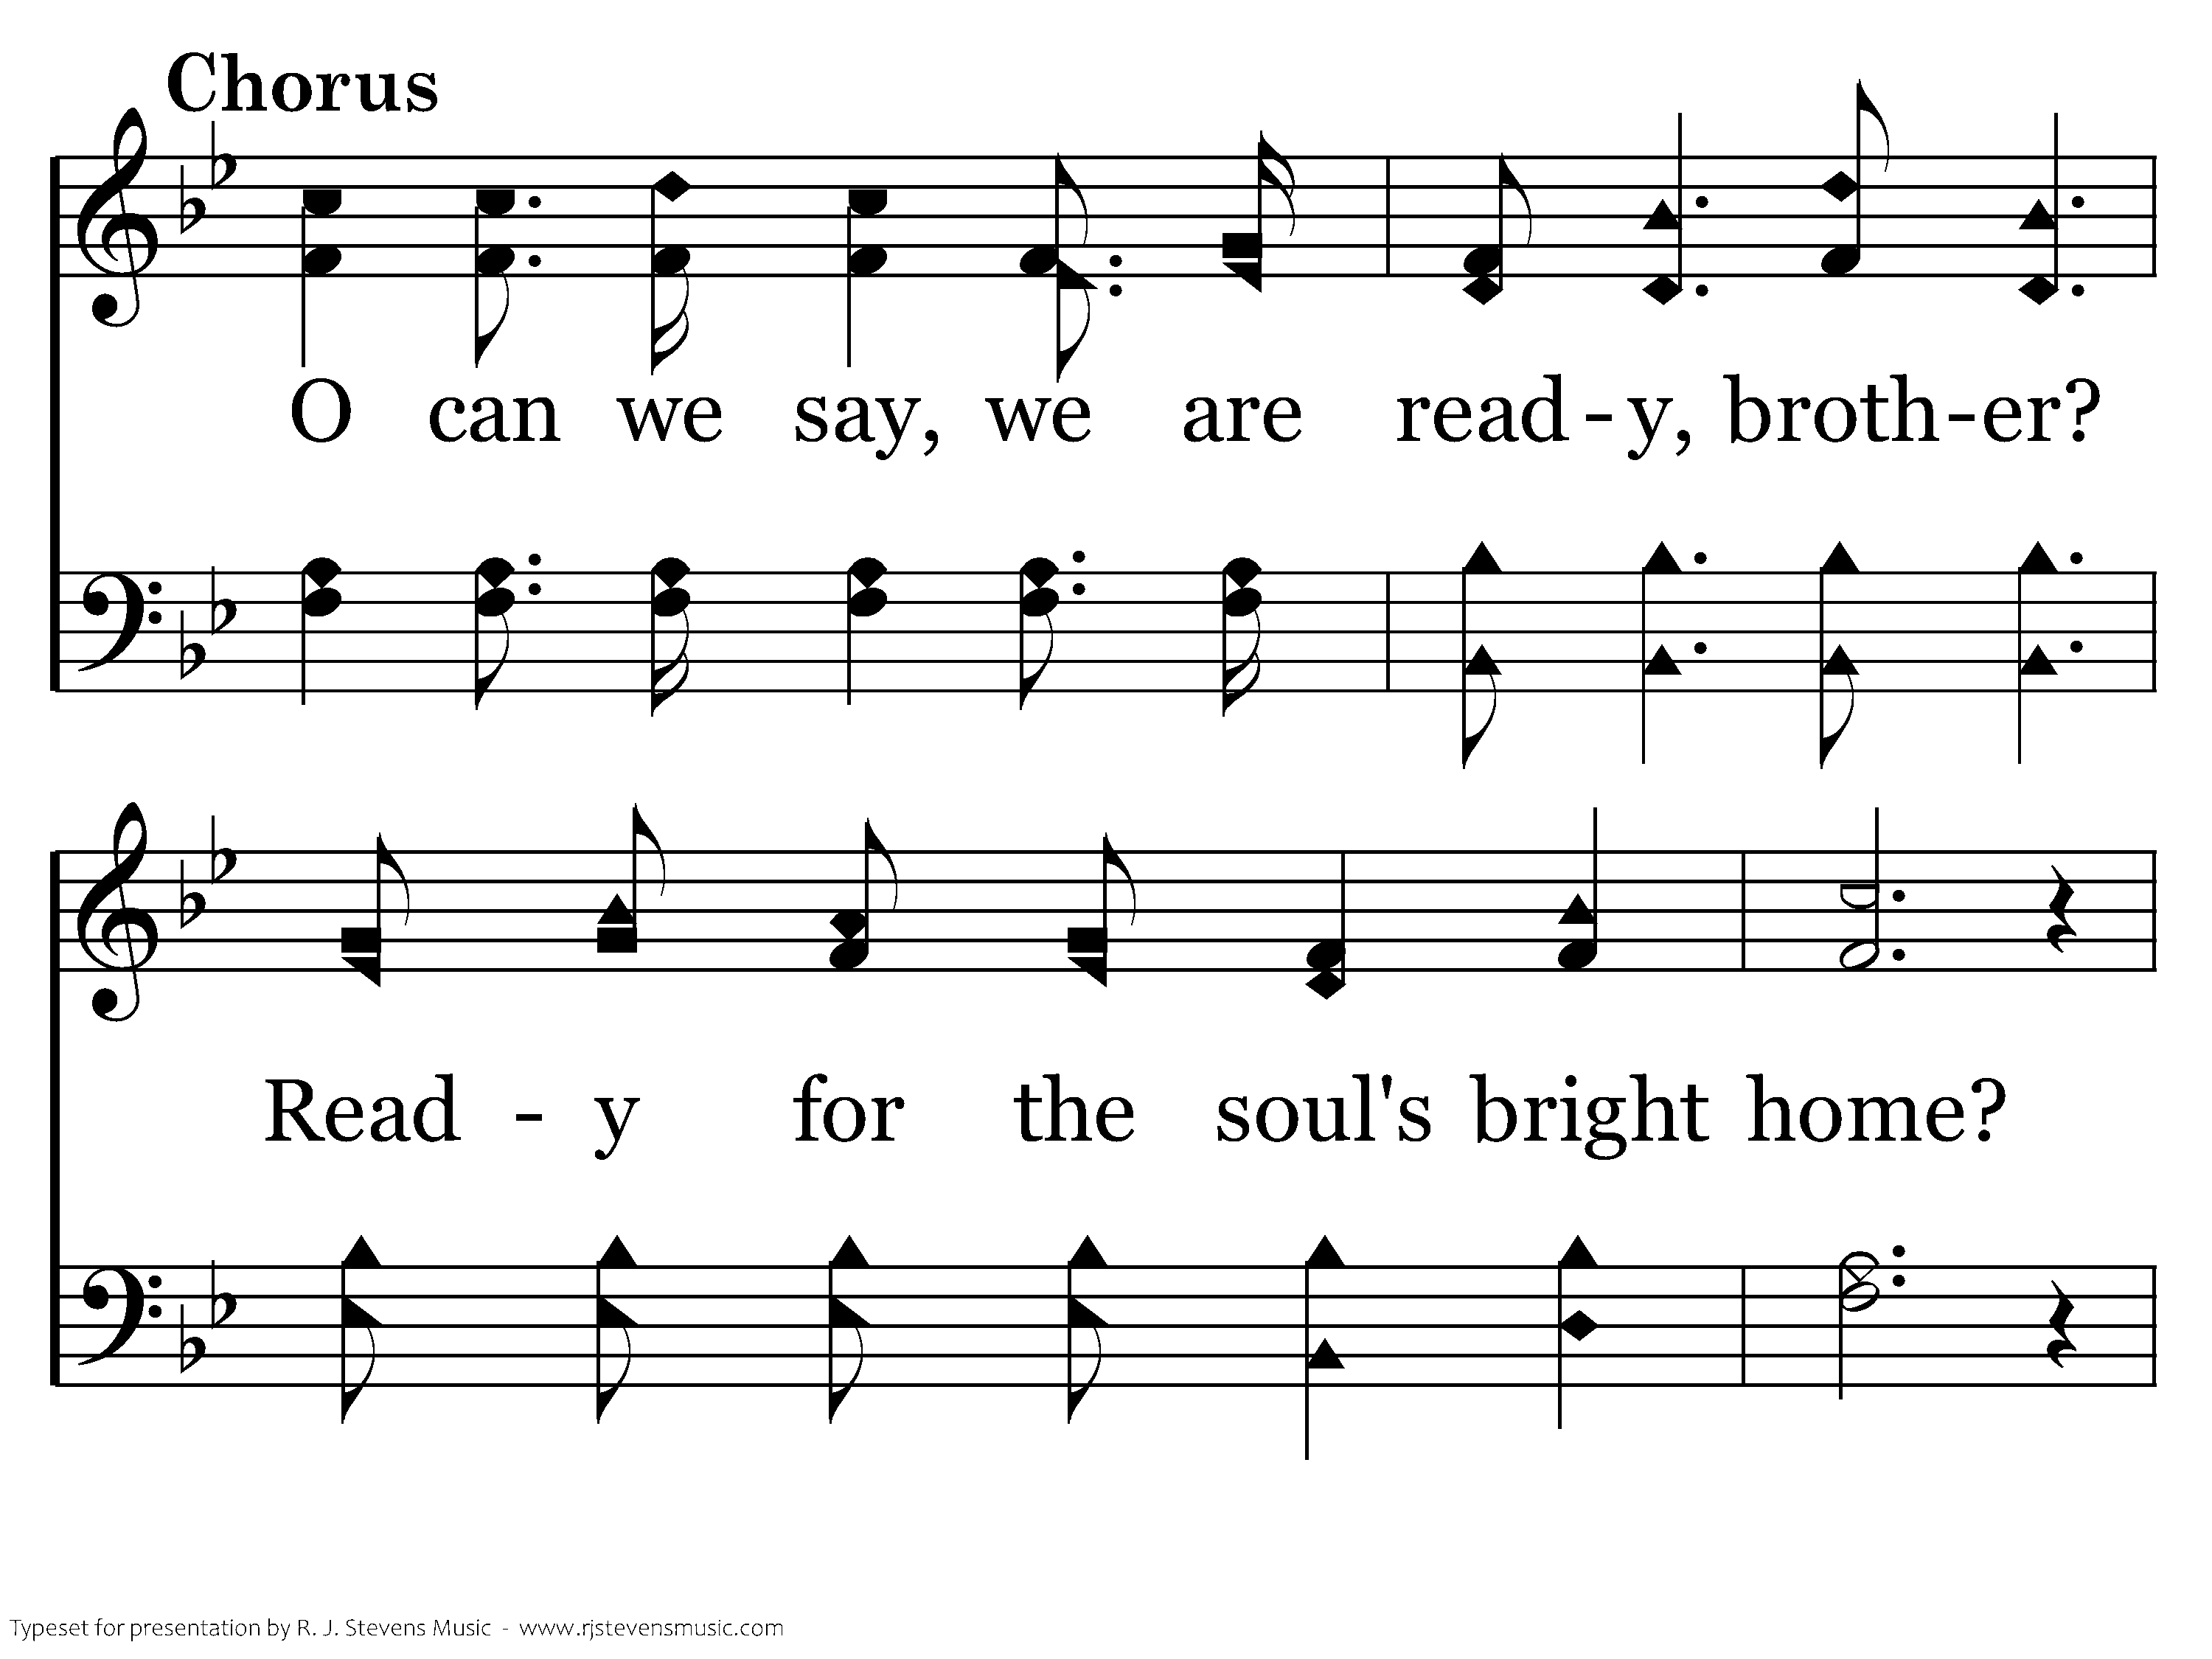 Chorus
O can we say, we are read-y, broth-er?
Read - y for the soul's bright home?
Typeset for presentation by R. J. Stevens Music - www.rjstevensmusic.com